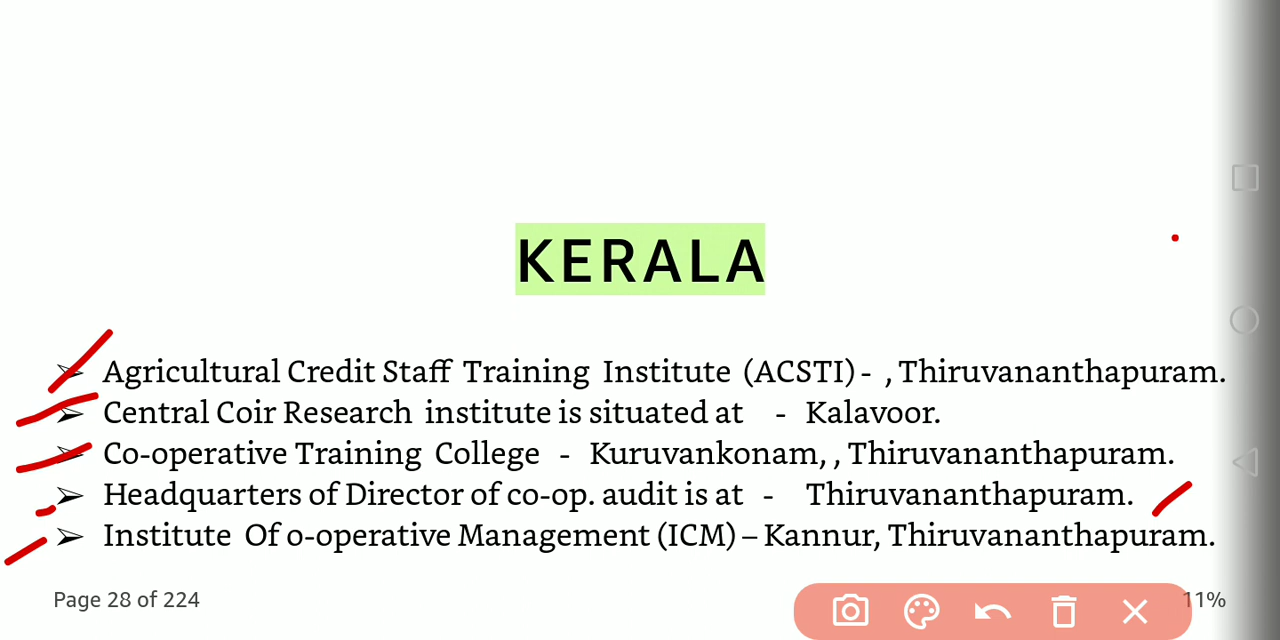 KERALA
➢ Agricultural Credit Staff Training Institute (ACSTI) - , Thiruvananthapuram.
➢ Central Coir Research institute is situated at - Kalavoor.
➢ Co-operative Training College - Kuruvankonam, , Thiruvananthapuram.
➢ Headquarters of Director of co-op. audit is at - Thiruvananthapuram.
➢ Institute Of o-operative Management (ICM) – Kannur, Thiruvananthapuram.
Page 28 of 224 11%